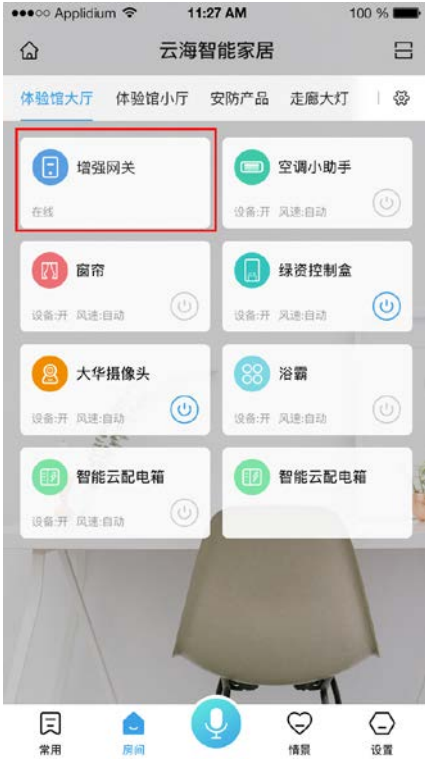 Applidium 11:27 AM 100 %
云海智能家居
体验馆大厅 体验馆小厅 安防产品 走廊大灯
增强网关 空调小助手
在线 设备:开 风速:自动
窗帘 绿资控制盒
设备:开 风速:自动 设备:开 风速:自动
大华摄像头 浴霸
设备:开 风速:自动 设备:开 风速:自动
智能云配电箱 智能云配电箱
设备:开 风速:自动
常用 房间 情景 设置